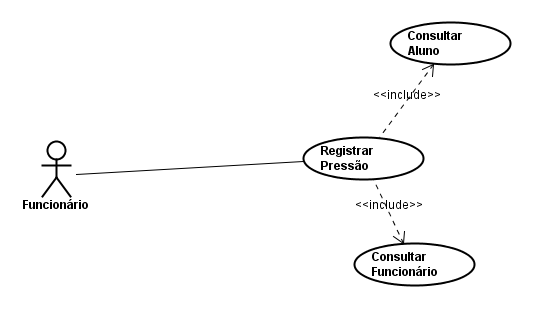 Consultar
Aluno
<<include>>
Registrar
Pressão
Funcionário
<<include>>
Consultar
Funcionário